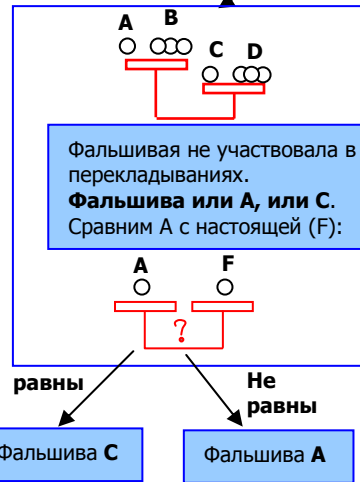 A B
C D
Фальшивая не участвовала в
перекладываниях.
Фальшива или А, или С.
Сравним А с настоящей (F):
A F
?
равны
Не
равны
Фальшива С
Фальшива А